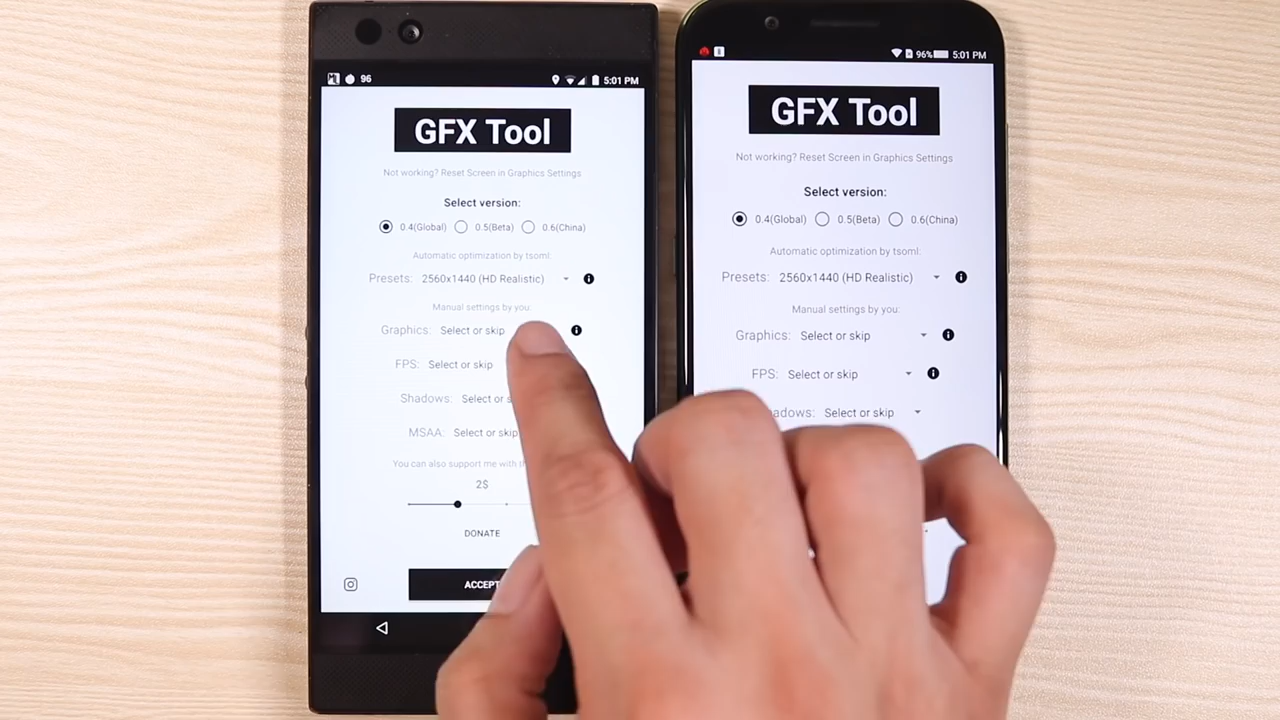 96
5:01 PM
GFX Tool
Not working? Reset Screen in Graphics Settings
Select version:
0.4(Global) 0.5(Beta) 0.6(China)
Automatic optimization by tsoml:
Presets: 2560x1440 (HD Realistic)
Manual settings by you:
Graphics: Select or skip
FPS: Select or skip
Shadows: Select or
MSAA: Select or skip
You can also support me with
2$
DONATE
ACCEPT
96% 5:01 PM
GFX Tool
Not working? Reset Screen in Graphics Settings
Select version:
0.4(Global) 0.5(Beta) 0.6(China)
Automatic optimization by tsoml:
Presets: 2560x1440 (HD Realistic)
Manual settings by you:
Graphics: Select or skip
FPS: Select or skip
adows: Select or skip